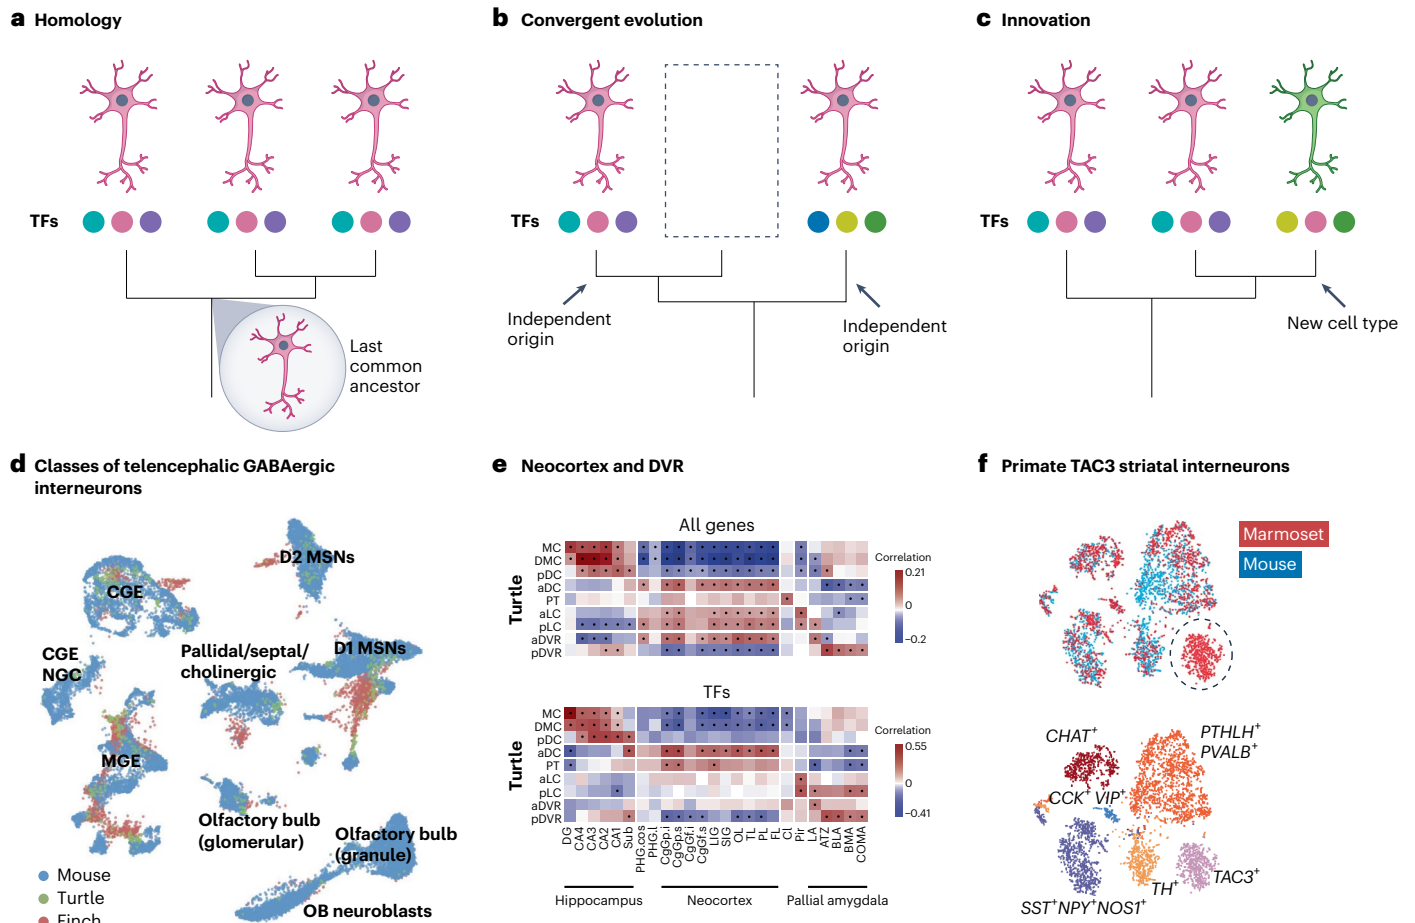 a Homology
TFs
Last
common
ancestor
b Convergent evolution
TFs
Independent
origin
Independent
origin
c Innovation
TFs
New cell type
d Classes of telencephalic GABAergic
interneurons
D2 MSNs
CGE
CGE
NGC
Pallidal/septal/
cholinergic
D1 MSNs
MGE
Olfactory bulb
(glomerular)
Olfactory bulb
(granule)
OB neuroblasts
Mouse
Turtle
Finch
e Neocortex and DVR
All genes
Turtle
MC
DMC
pDC
aDC
PT
aLC
pLC
aDVR
pDVR
Correlation
0.21
0
–0.2
TFs
Turtle
MC
DMC
pDC
aDC
PT
aLC
pLC
aDVR
pDVR
Correlation
0.55
0
–0.41
DG
CA4
CA3
CA2
CA1
Sub
PHG.cos
PHG.l
CgGp.i
CgGp.s
CgGf.i
CgGf.s
LIG
SIG
OL
TL
PL
FL
Cl
Pir
LA
ATZ
BLA
BMA
COMA
Hippocampus
Neocortex
Pallial amygdala
f Primate TAC3 striatal interneurons
Marmoset
Mouse
CHAT+
PTHLH+
PVALB+
CCK+ VIP+
TH+
TAC3+
SST+NPY+NOS1+